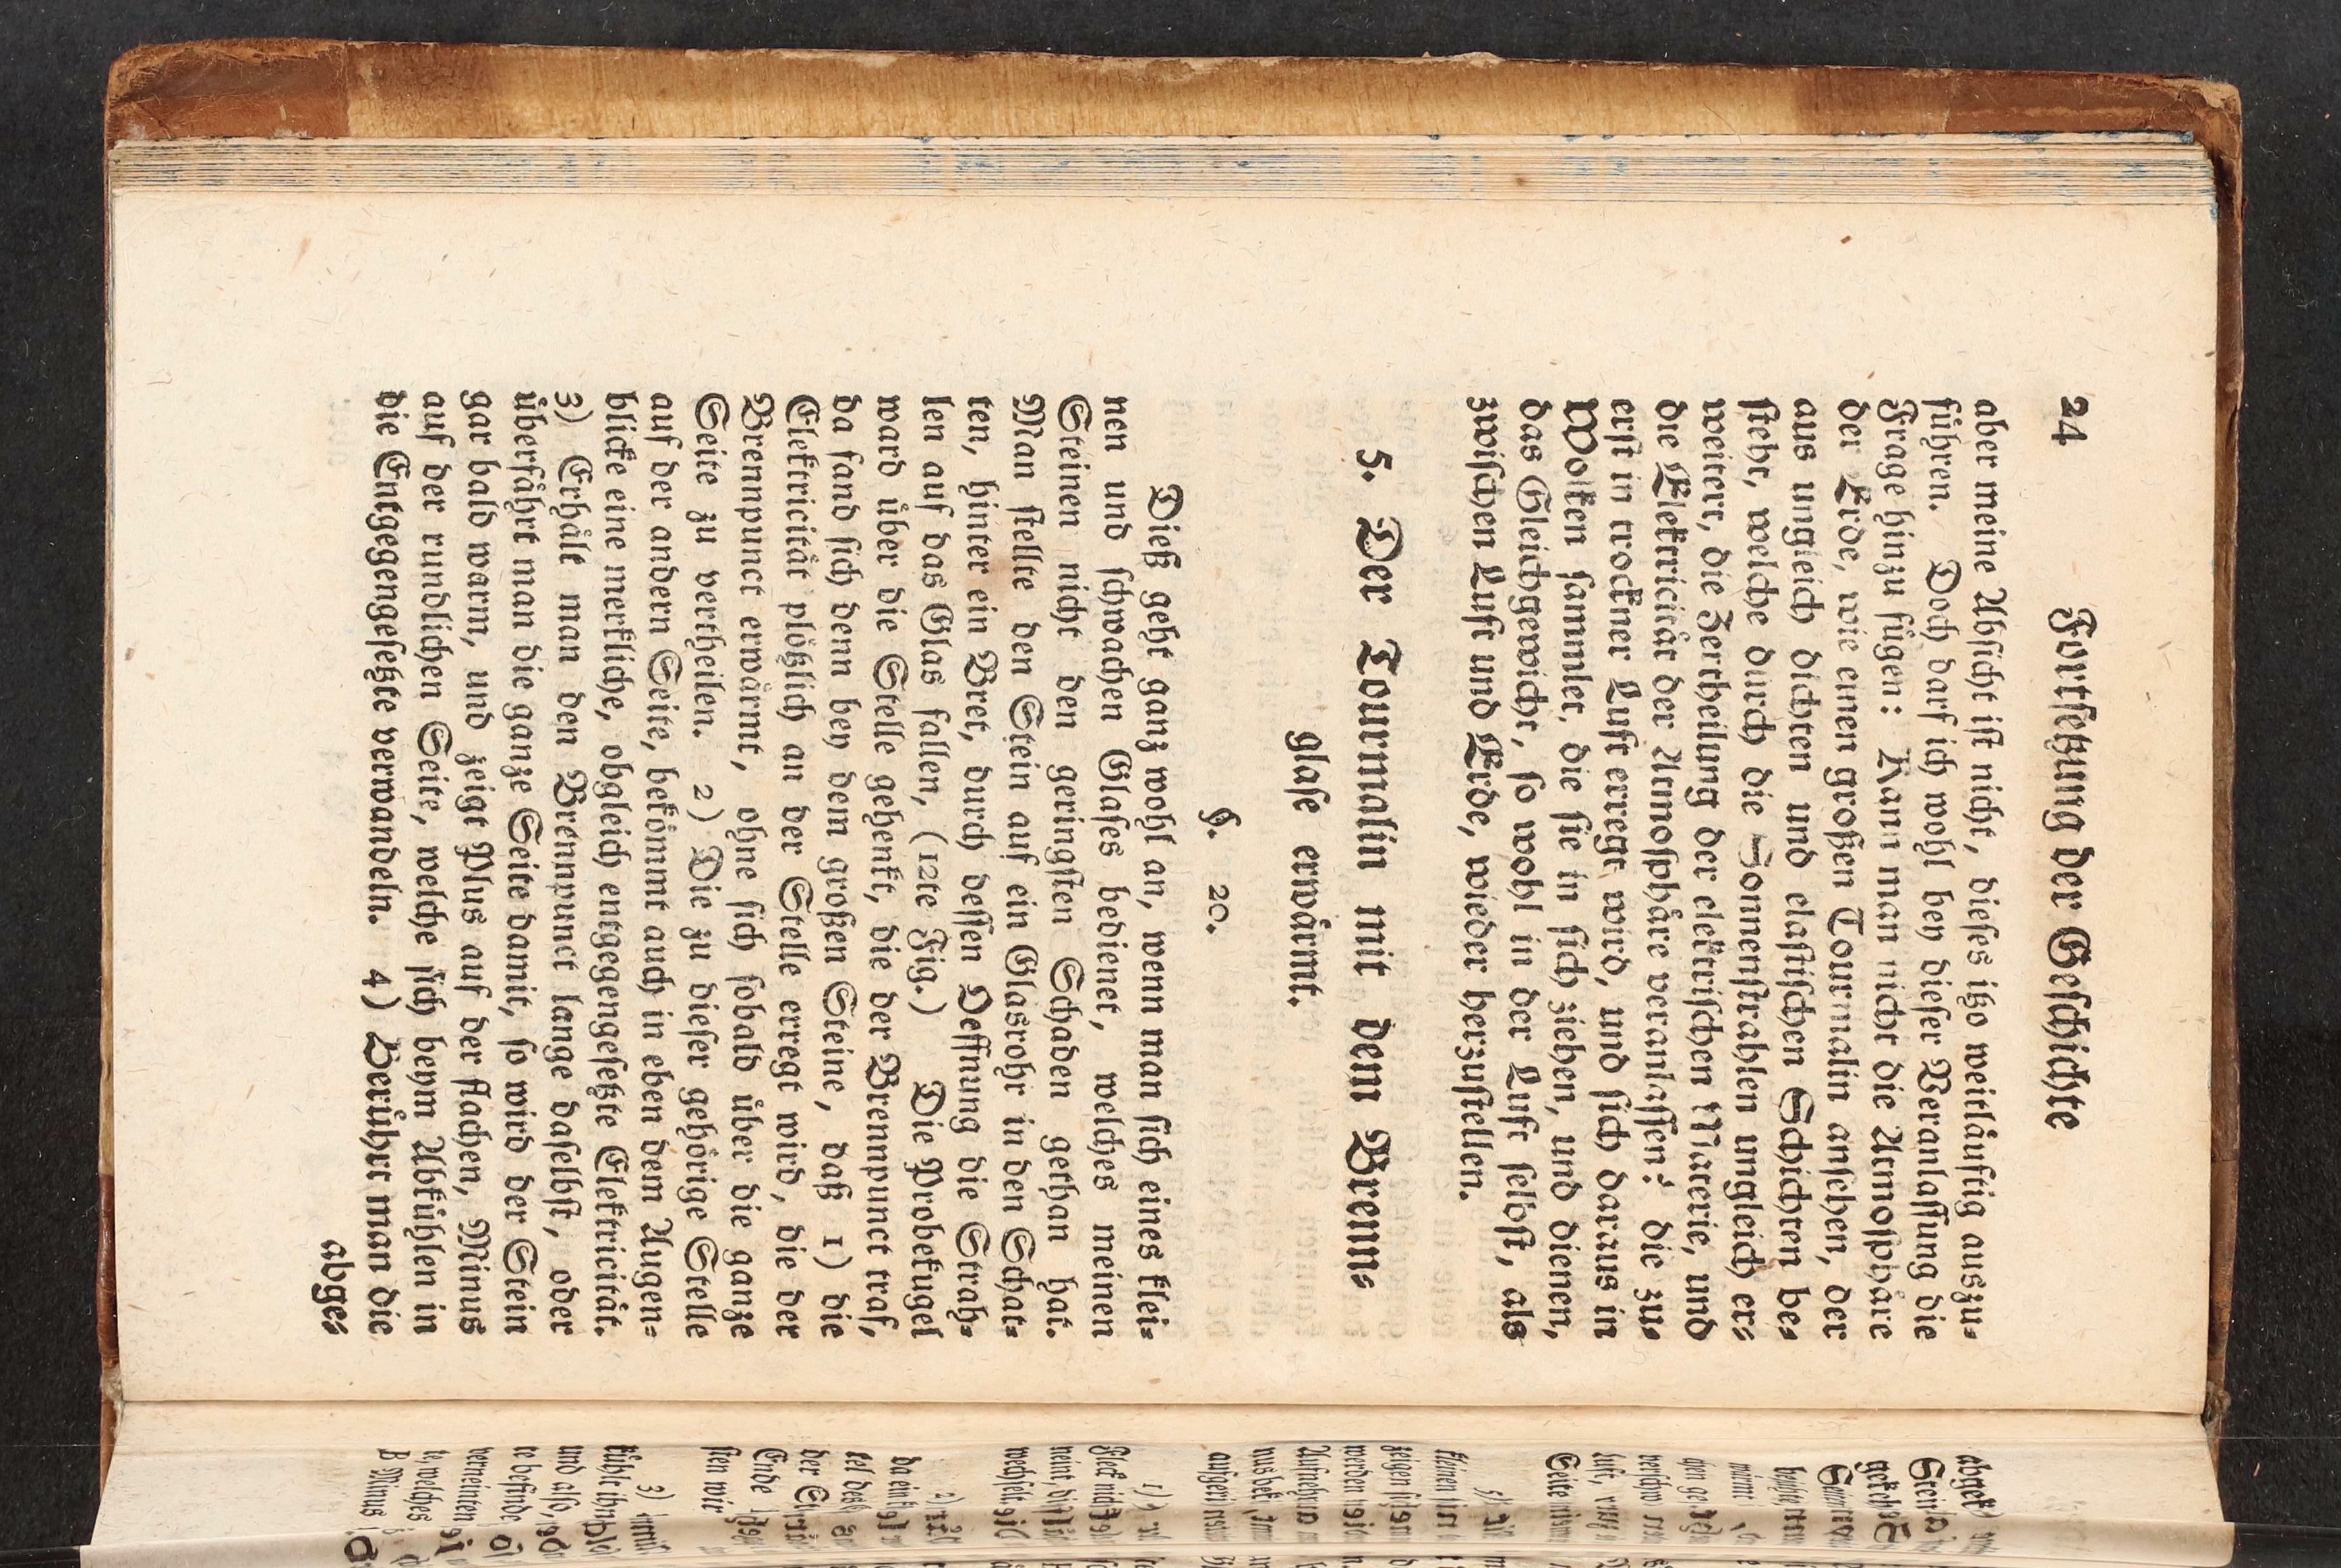 24 Fortsetzung der Geschichte
aber meine Absicht ist nicht, dieses itzo weitläuftig auszu-
führen. Doch darf ich wohl bey dieser Veranlassung die
Frage hinzu fügen: Kann man nicht die Atmosphäre
der Erde, wie einen großen Tourmalin ansehen, der
aus ungleich dichten und elastischen Schichten be-
steht, welche durch die Sonnenstrahlen ungleich er-
weitert, die Zertheilung der elektrischen Materie, und
die Elektricität der Atmosphäre veranlassen? die zu-
erst in trockner Luft erregt wird, und sich daraus in
Wolken sammlet, die sie in sich ziehen, und dienen,
das Gleichgewicht, so wohl in der Luft selbst, als
zwischen Luft und Erde, wieder herzustellen.
5. Der Tourmalin mit dem Brenn-
glase erwärmt.
§. 20.
Dieß geht ganz wohl an, wenn man sich eines klei-
nen und schwachen Glases bedienet, welches meinen
Steinen nicht den geringsten Schaden gethan hat.
Man stellte den Stein auf ein Glasrohr in den Schat-
ten, hinter ein Bret, durch dessen Oeffnung die Strah-
len auf das Glas fallen, (12te Fig.) Die Probekugel
ward über die Stelle gehenkt, die der Brennpunct traf,
da fand sich denn bey dem großen Steine, daß 1) die
Elektricität plötzlich an der Stelle erregt wird, die der
Brennpunct erwärmt, ohne sich sobald über die ganze
Seite zu vertheilen. 2) Die zu dieser gehörige Stelle
auf der andern Seite, bekömmt auch in eben dem Augen-
blicke eine merkliche, obgleich entgegengesetzte Elektricität.
3) Erhält man den Brennpunct lange daselbst, oder
überfährt man die ganze Seite damit, so wird der Stein
gar bald warm, und zeigt Plus auf der flachen, Minus
auf der rundlichen Seite, welche sich beym Abkühlen in
die Entgegengesetzte verwandeln. 4) Berührt man die
abge-